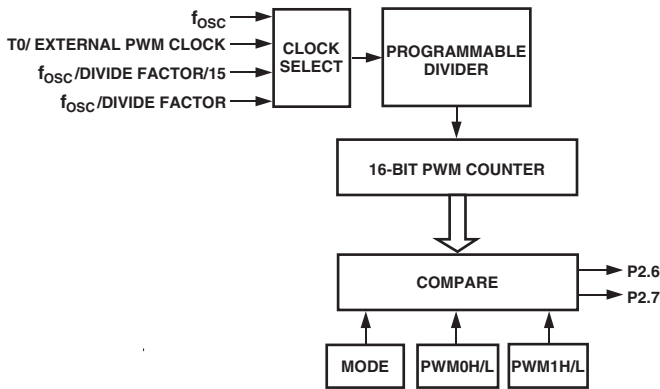 fOSC
T0/ EXTERNAL PWM CLOCK
fOSC/DIVIDE FACTOR/15
fOSC/DIVIDE FACTOR
CLOCK
SELECT
PROGRAMMABLE
DIVIDER
16-BIT PWM COUNTER
COMPARE
P2.6
P2.7
MODE
PWM0H/L
PWM1H/L